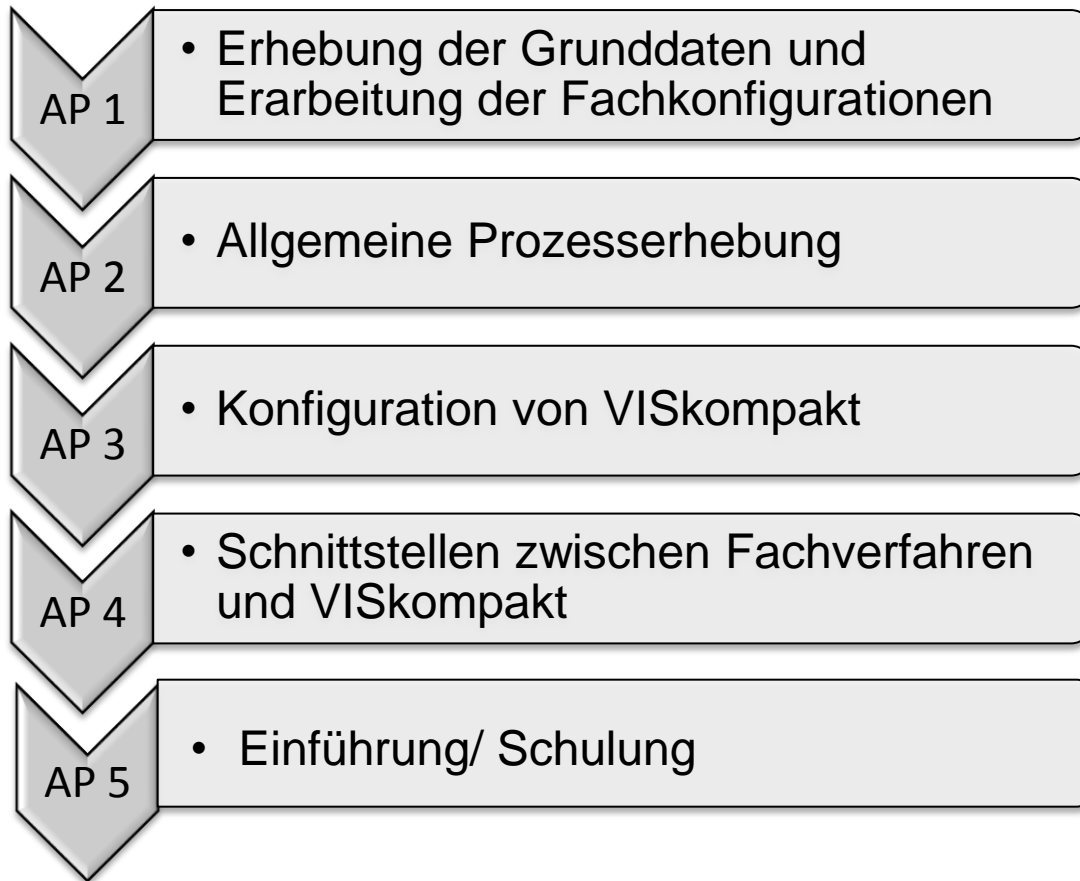 AP 1
• Erhebung der Grunddaten und
Erarbeitung der Fachkonfigurationen
AP 2
• Allgemeine Prozesserhebung
AP 3
• Konfiguration von VISkompakt
AP 4
• Schnittstellen zwischen Fachverfahren
und VISkompakt
AP 5
• Einführung/ Schulung